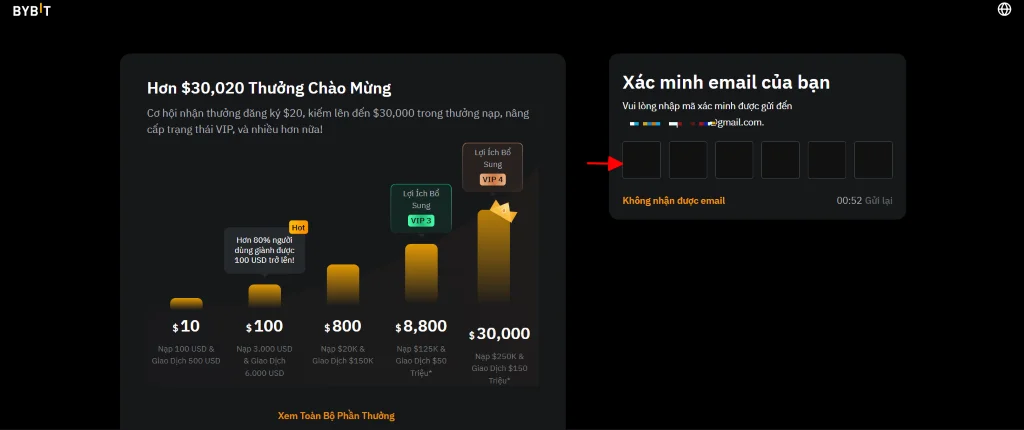 BYBIT
Hơn $30,020 Thưởng Chào Mừng
Cơ hội nhận thưởng đăng ký $20, kiếm lên đến $30,000 trong thưởng nạp, nâng
cấp trạng thái VIP, và nhiều hơn nữa!
Lợi Ích Bổ
Sung
VIP 4
Lợi Ích Bổ
Sung
VIP 3
Hot
Hơn 80% người
dùng giành được
100 USD trở lên!
$10
Nạp 100 USD &
Giao Dịch 500 USD
$100
Nạp 3.000 USD
& Giao Dịch
6.000 USD
$800
Nạp $20K &
Giao Dịch $150K
$8,800
Nạp $125K &
Giao Dịch $50
Triệu*
$30,000
Nạp $250K &
Giao Dịch $150
Triệu*
Xem Toàn Bộ Phần Thưởng
Xác minh email của bạn
Vui lòng nhập mã xác minh được gửi đến
@gmail.com.
Không nhận được email
00:52 Gửi lại